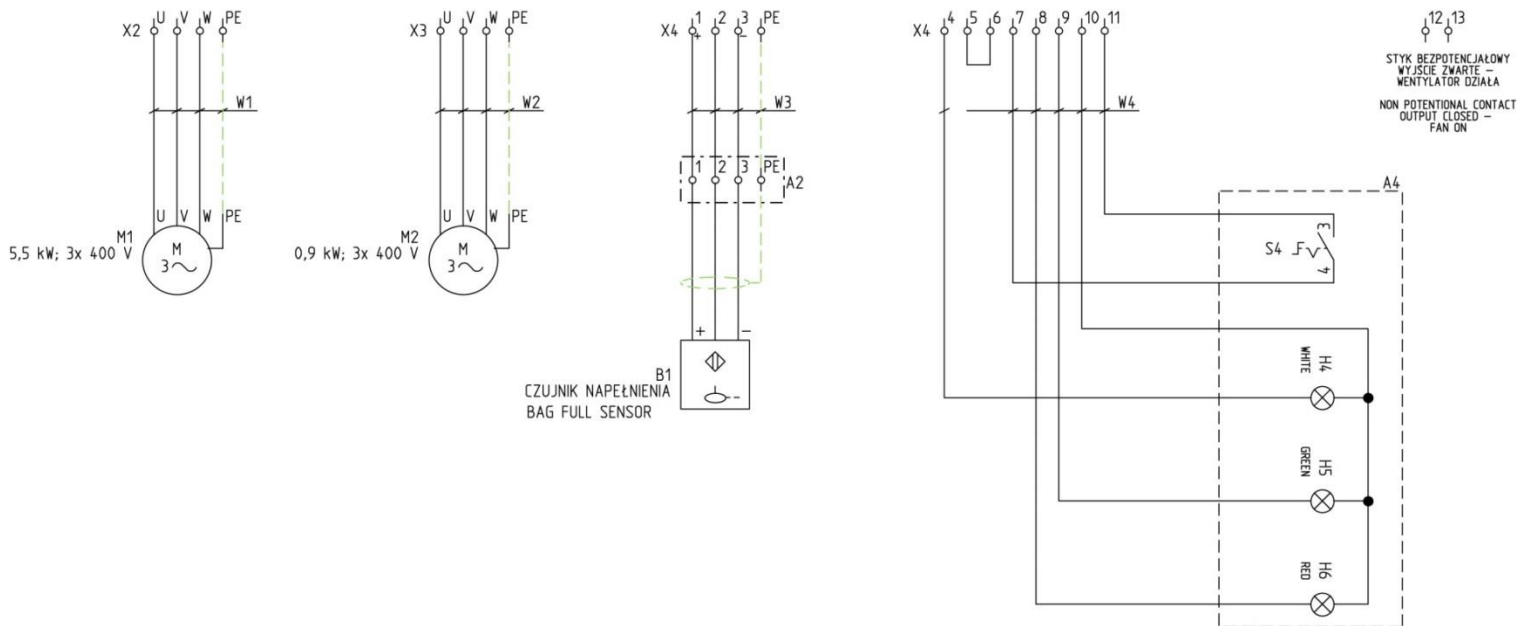 X2 U V W PE
W1
U V W PE
M1
5,5 kW; 3x 400 V
M
3
X3 U V W PE
W2
U V W PE
M2
0,9 kW; 3x 400 V
M
3
X4 1 2 3 PE
+ −
W3
1 2 3 PE
A2
+ −
B1
CZUJNIK NAPEŁNIENIA
BAG FULL SENSOR
X4 4 5 6 7 8 9 10 11
W4
A4
3
S4
4
H4
WHITE
H5
GREEN
H6
RED
12 13
STYK BEZPOTENCJAŁOWY
WYJŚCIE ZWARTE –
WENTYLATOR DZIAŁA
NON POTENTIONAL CONTACT
OUTPUT CLOSED –
FAN ON